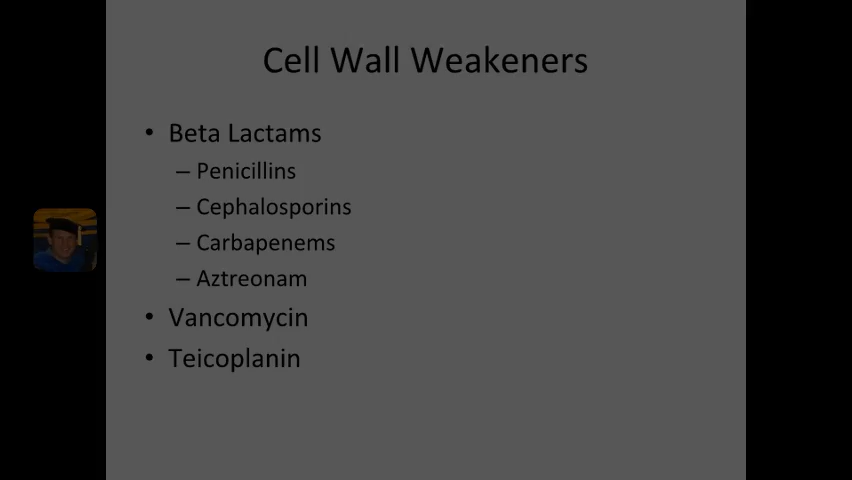 Cell Wall Weakeners
• Beta Lactams
– Penicillins
– Cephalosporins
– Carbapenems
– Aztreonam
• Vancomycin
• Teicoplanin